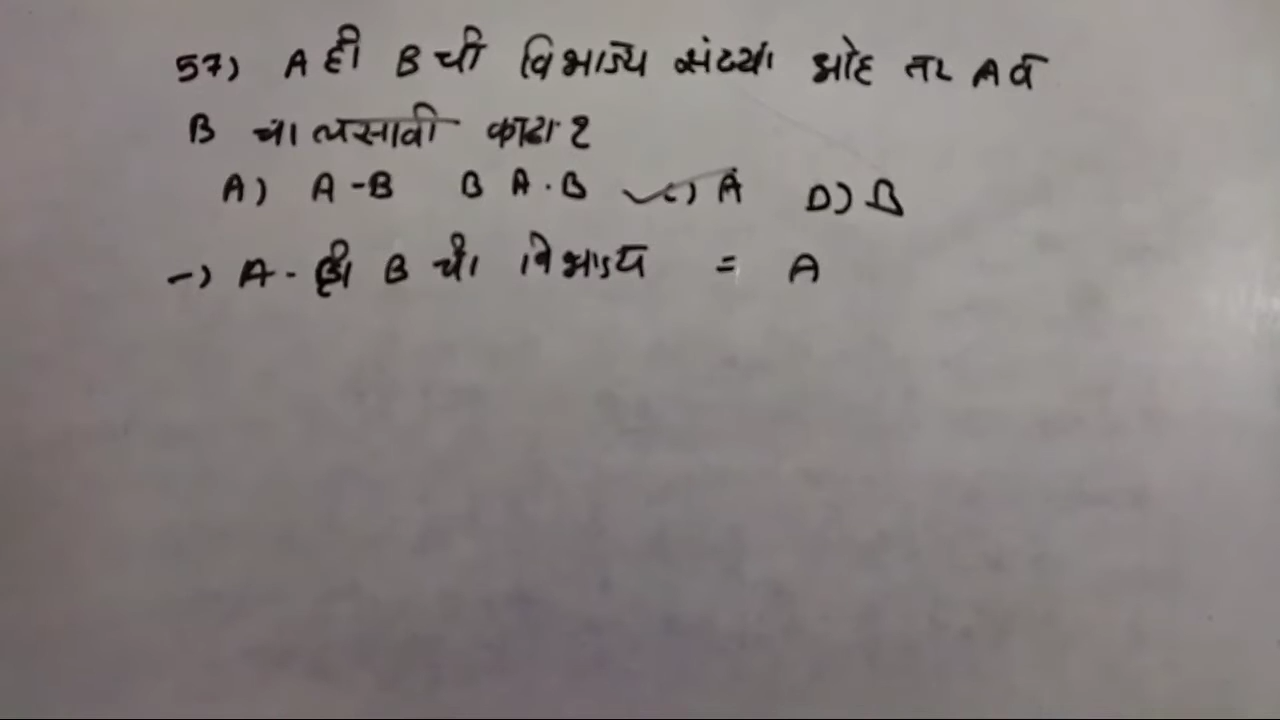 57) A ही B ची विभाज्य संख्या आहे तर A व
B चा लसावी काढा ?
A) A-B B A.B C) A D) B
→ A - ही B ची विभाज्य = A